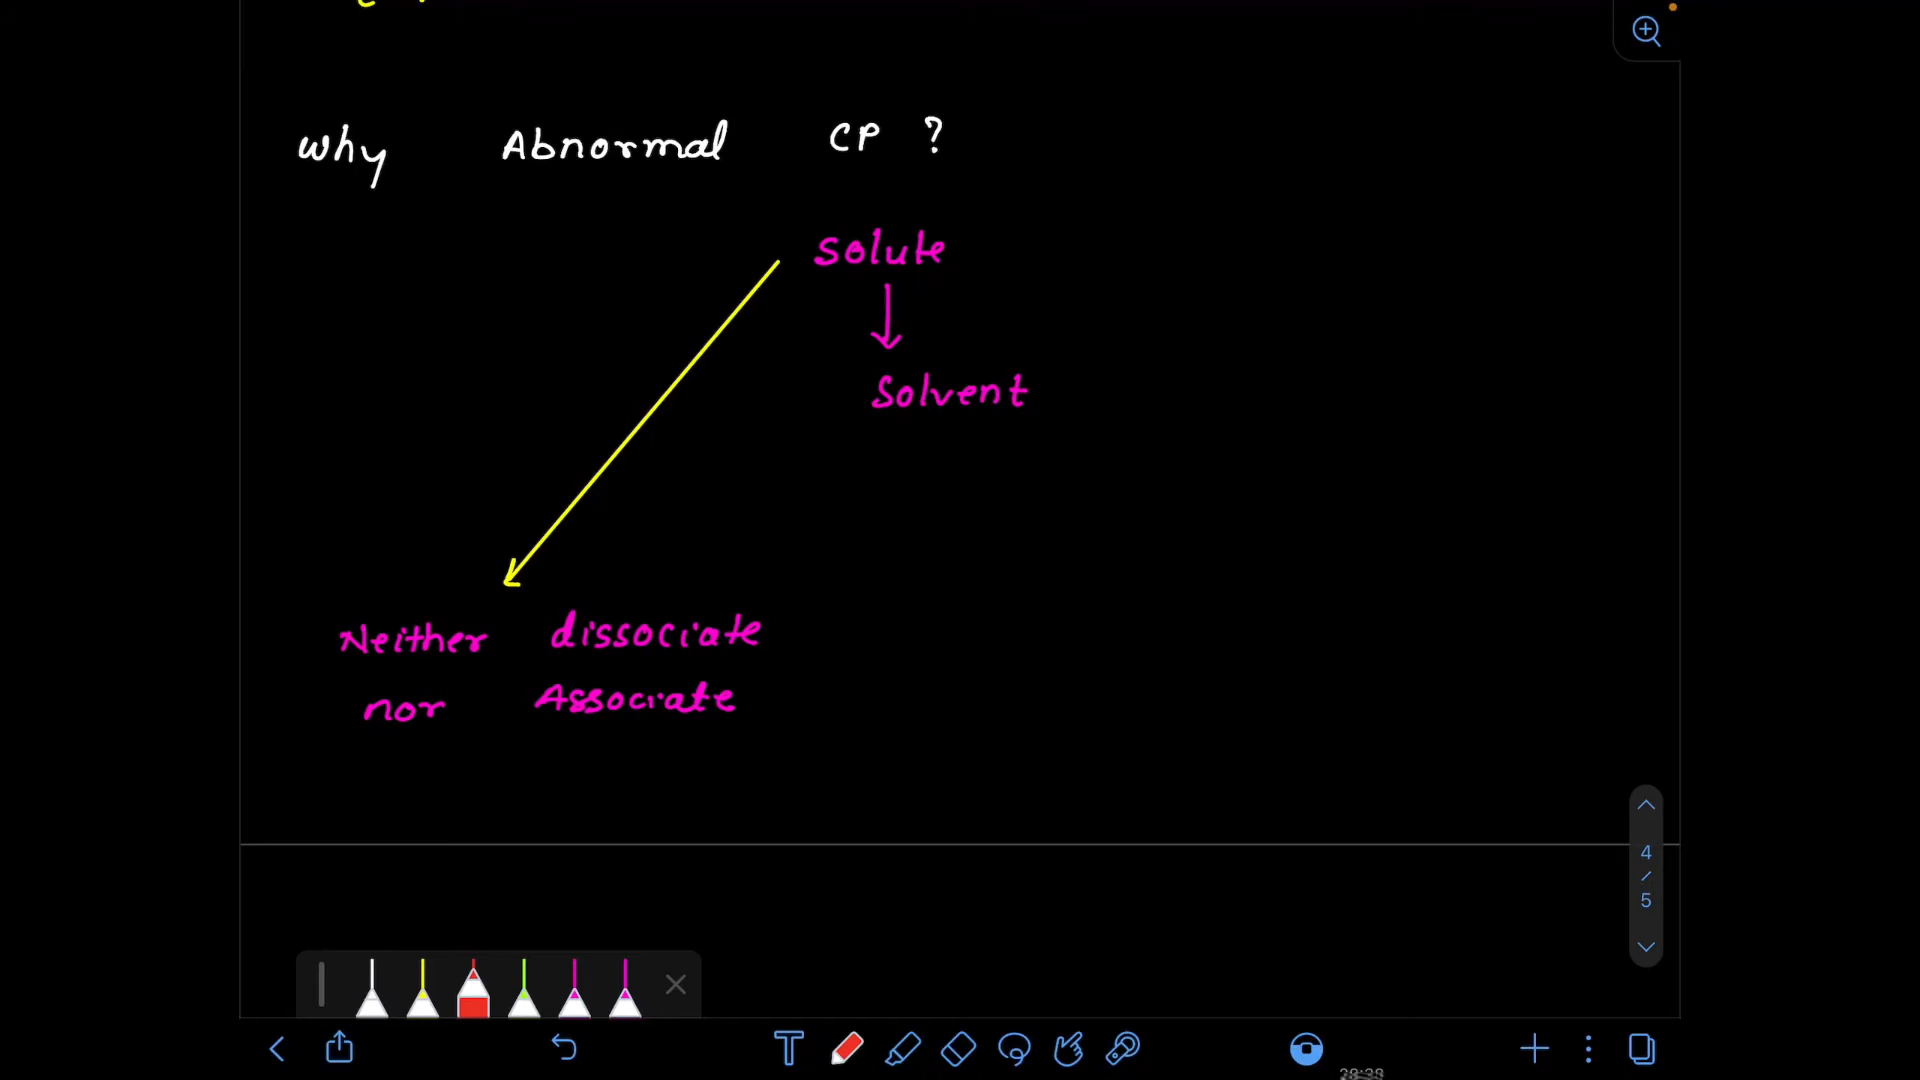 Why Abnormal CP ?
Solute
Solvent
Neither dissociate
nor Associate
4
/
5